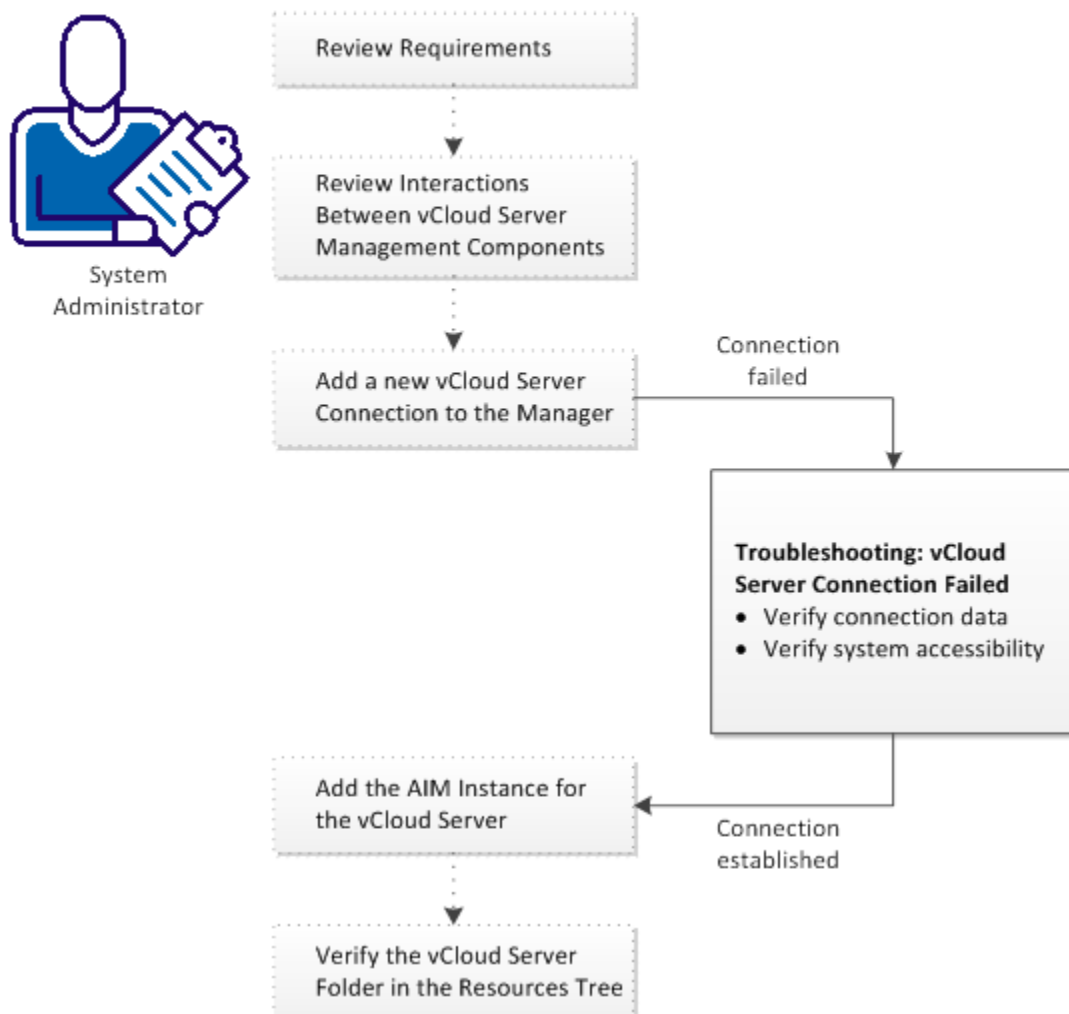 Review Requirements
System
Administrator
Review Interactions
Between vCloud Server
Management Components
Add a new vCloud Server
Connection to the Manager
Connection
failed
Troubleshooting: vCloud
Server Connection Failed
• Verify connection data
• Verify system accessibility
Connection
established
Add the AIM Instance for
the vCloud Server
Verify the vCloud Server
Folder in the Resources Tree